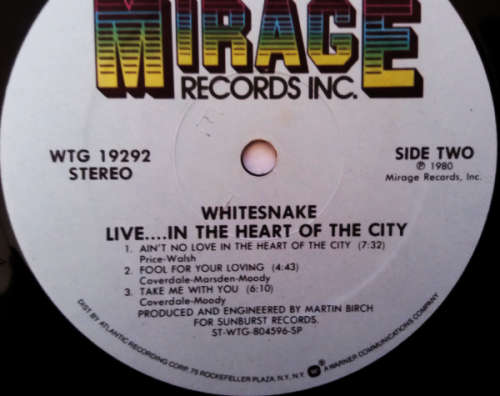 MIRAGE
RECORDS INC.
WTG 19292
STEREO
SIDE TWO
℗ 1980
Mirage Records, Inc.
WHITESNAKE
LIVE....IN THE HEART OF THE CITY
1. AIN'T NO LOVE IN THE HEART OF THE CITY (7:32)
Price-Walsh
2. FOOL FOR YOUR LOVING (4:43)
Coverdale-Marsden-Moody
3. TAKE ME WITH YOU (6:10)
Coverdale-Moody
PRODUCED AND ENGINEERED BY MARTIN BIRCH
FOR SUNBURST RECORDS.
ST-WTG-804596-SP
DIST. BY ATLANTIC RECORDING CORP. 75 ROCKEFELLER PLAZA, N.Y., N.Y. A WARNER COMMUNICATIONS COMPANY